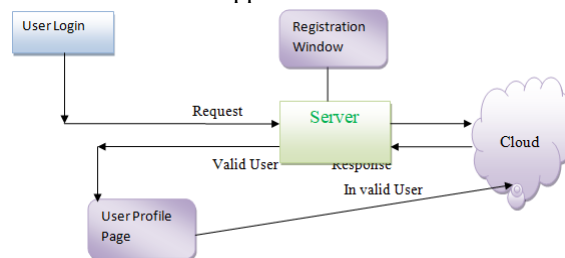 User Login
Registration
Window
Request
Server
Cloud
Valid User
Response
In valid User
User Profile
Page